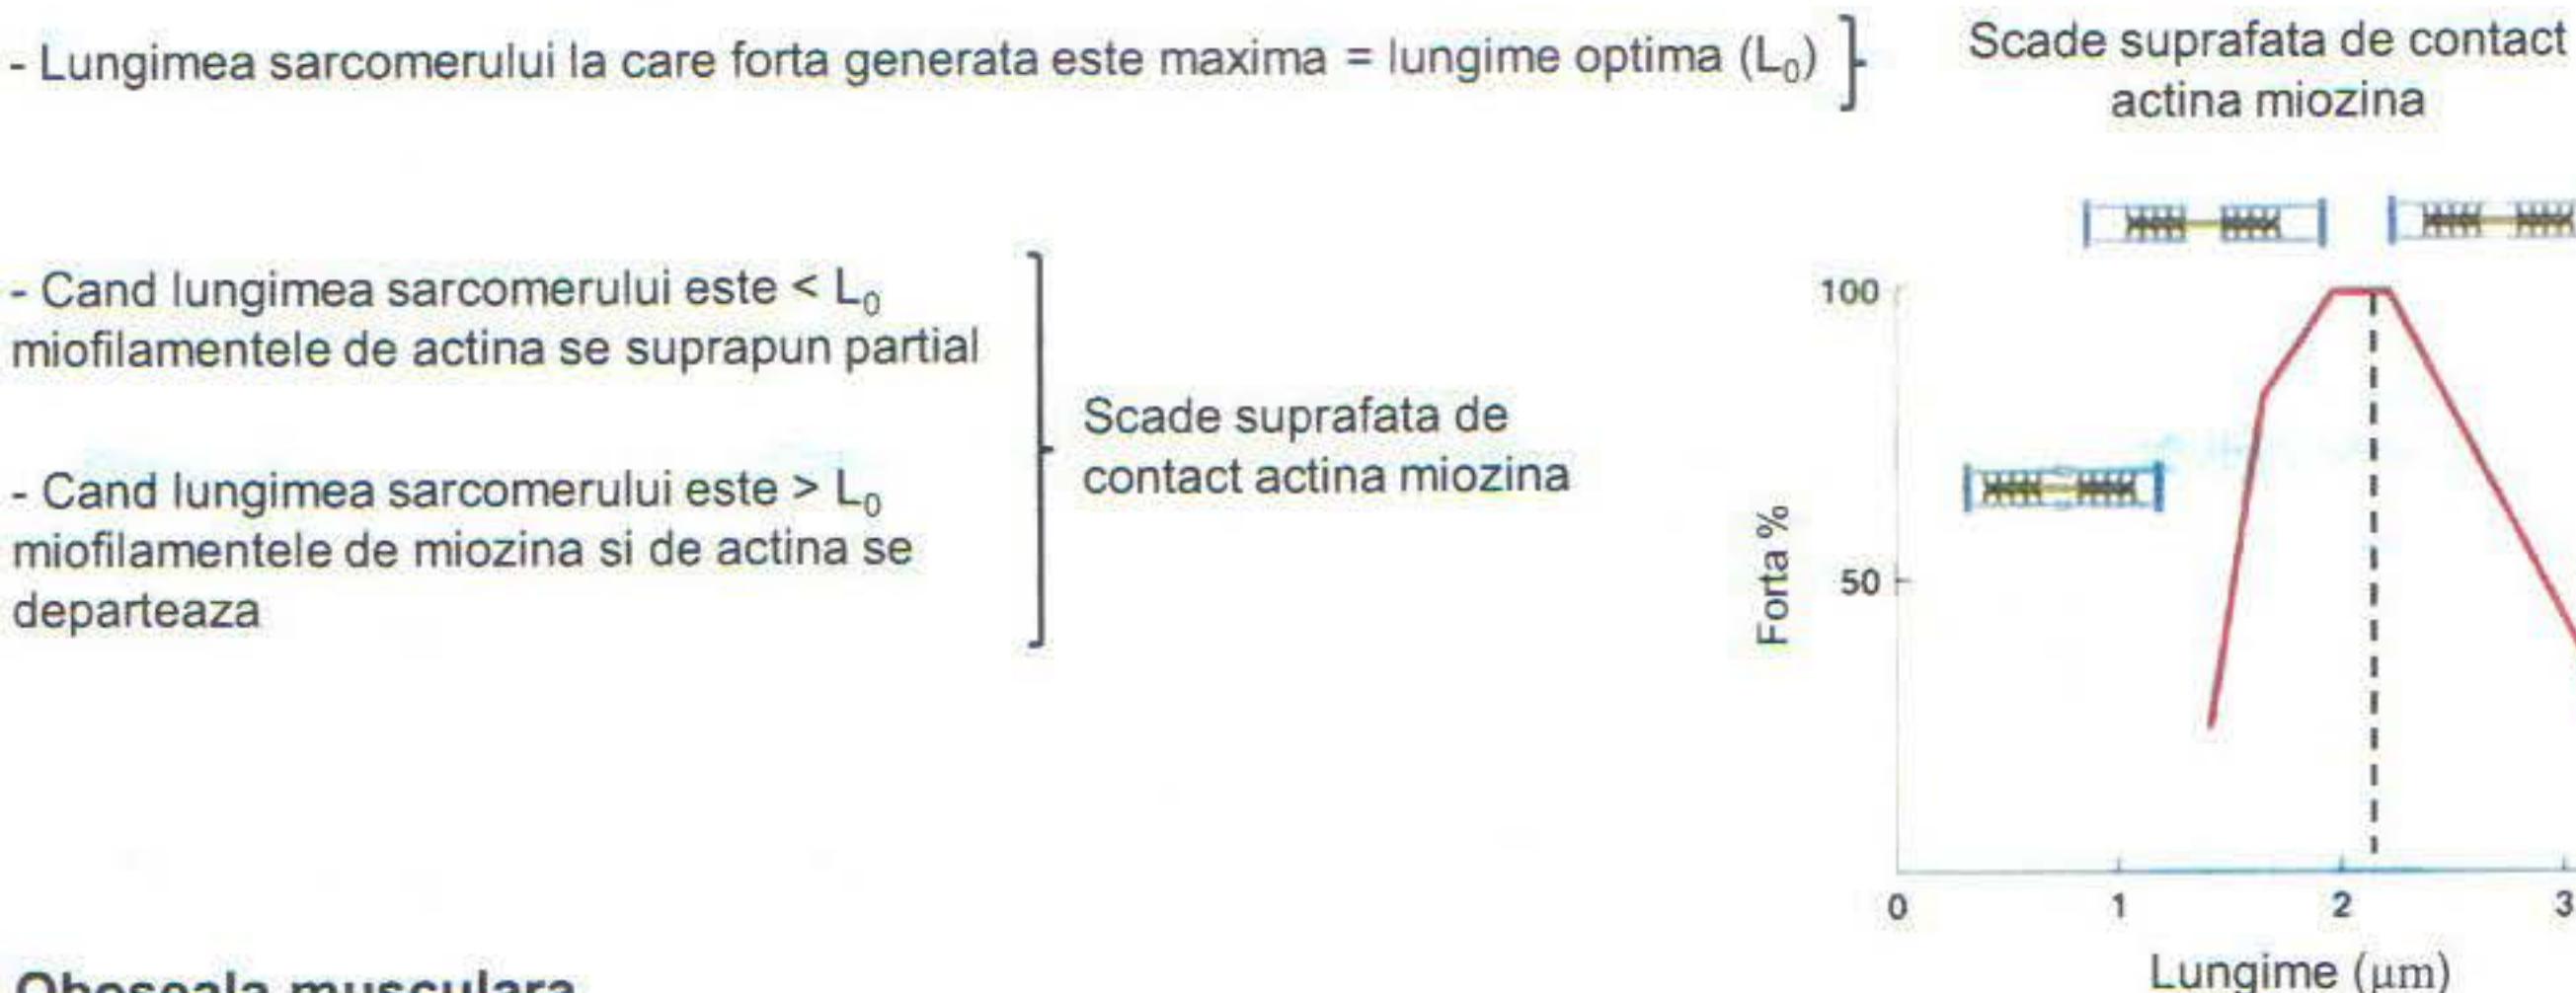 - Lungimea sarcomerului la care forta generata este maxima = lungime optima (L₀)
Scade suprafata de contact
actina miozina
- Cand lungimea sarcomerului este < L₀
miofilamentele de actina se suprapun partial
- Cand lungimea sarcomerului este > L₀
miofilamentele de miozina si de actina se
departeaza
Scade suprafata de
contact actina miozina
100
50
Forta %
0 1 2 3
Lungime (μm)
Oboseala musculara